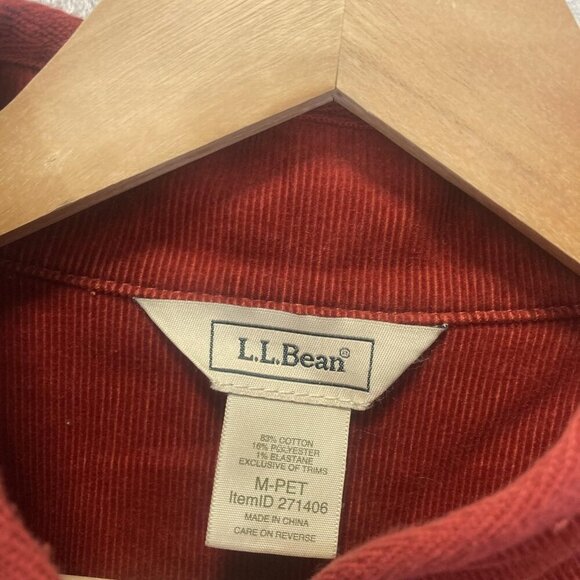 L.L.Bean®
83% COTTON
16% POLYESTER
1% ELASTANE
EXCLUSIVE OF TRIMS
M-PET
ItemID 271406
MADE IN CHINA
CARE ON REVERSE